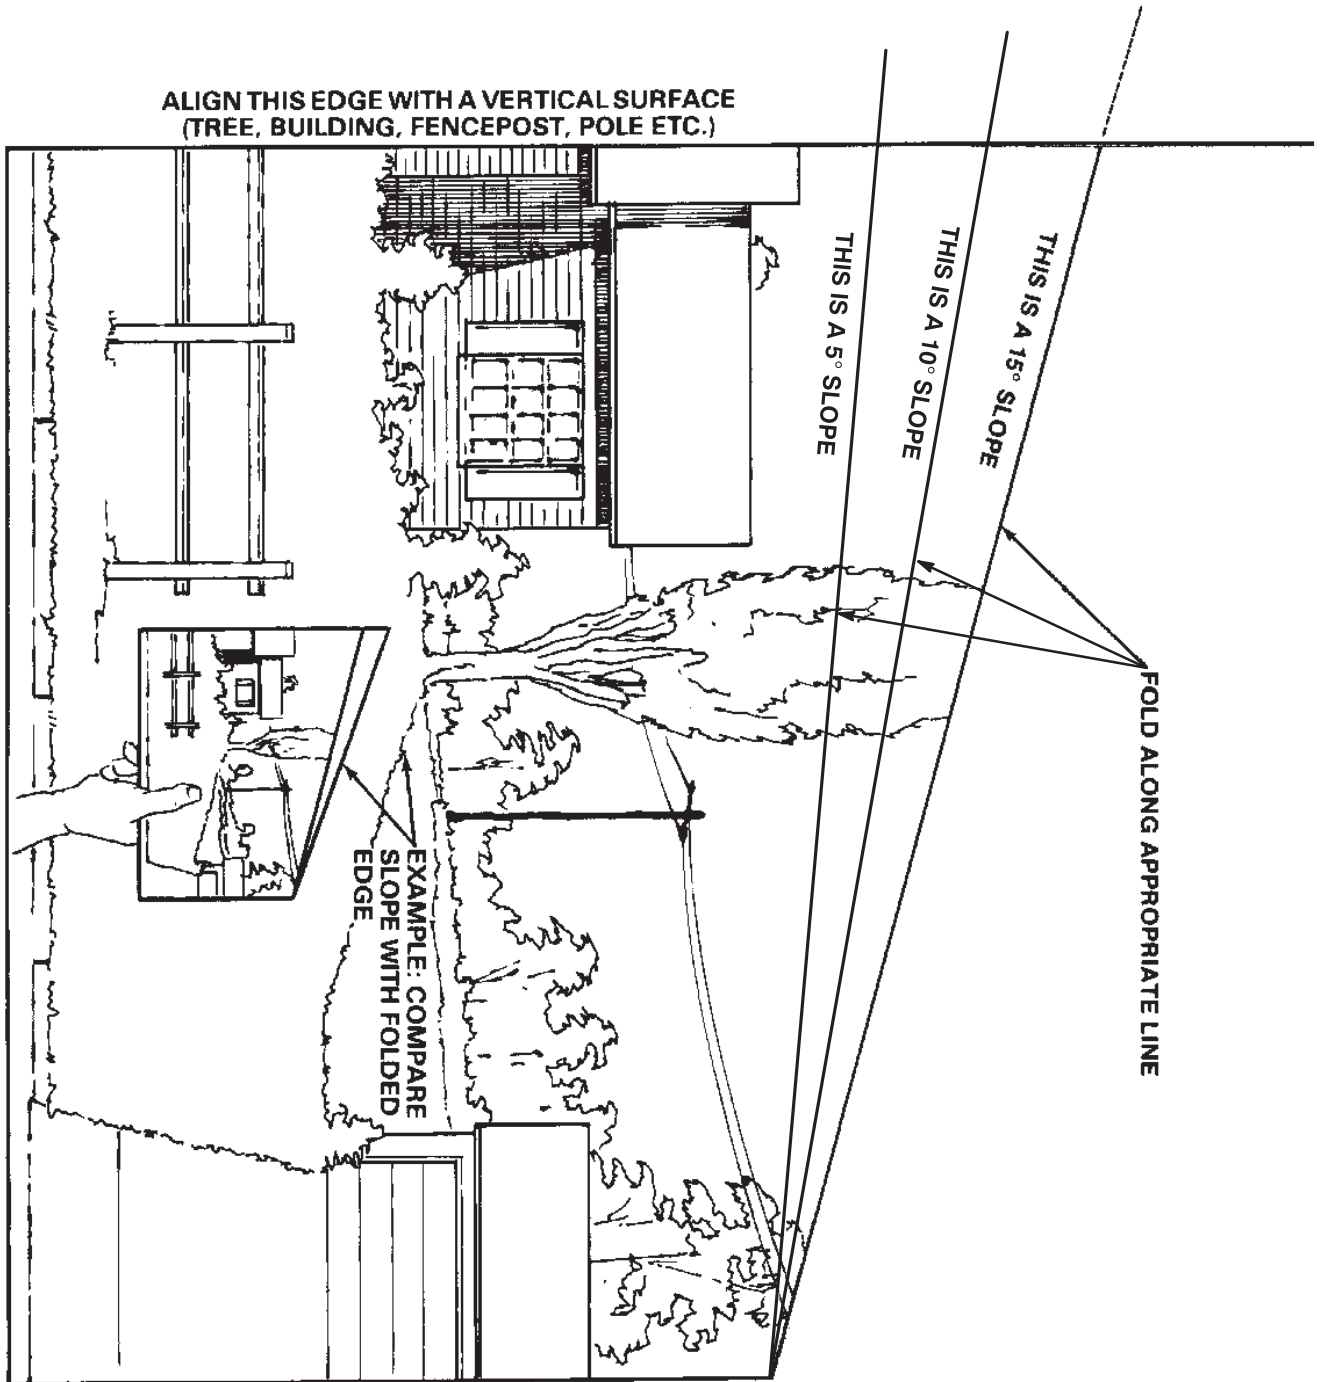 ALIGN THIS EDGE WITH A VERTICAL SURFACE
(TREE, BUILDING, FENCEPOST, POLE ETC.)
THIS IS A 5° SLOPE
THIS IS A 10° SLOPE
THIS IS A 15° SLOPE
FOLD ALONG APPROPRIATE LINE
EXAMPLE: COMPARE
SLOPE WITH FOLDED
EDGE